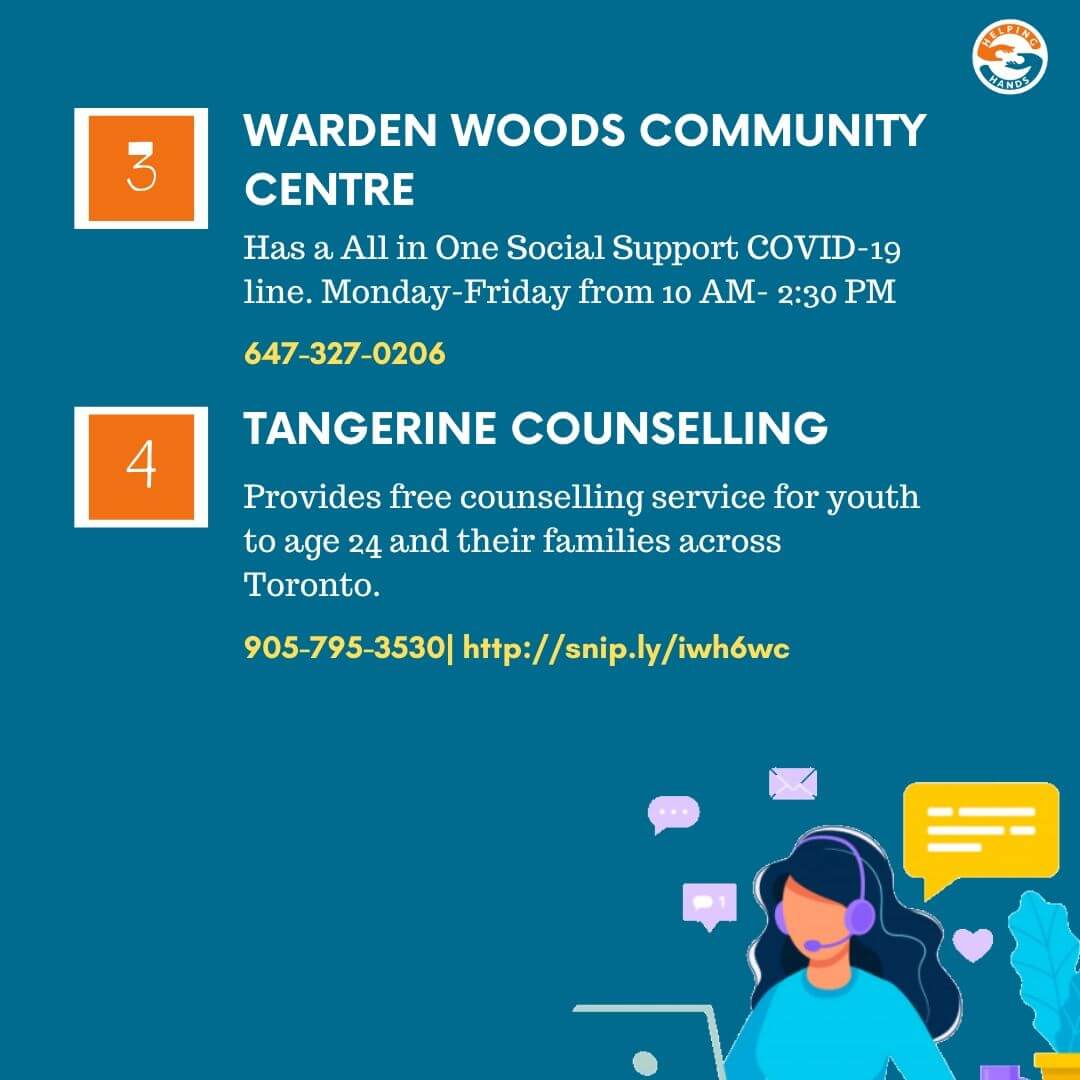 HELPING
HANDS
3
WARDEN WOODS COMMUNITY
CENTRE
Has a All in One Social Support COVID-19
line. Monday-Friday from 10 AM- 2:30 PM
647-327-0206
4
TANGERINE COUNSELLING
Provides free counselling service for youth
to age 24 and their families across
Toronto.
905-795-3530| http://snip.ly/iwh6wc
1